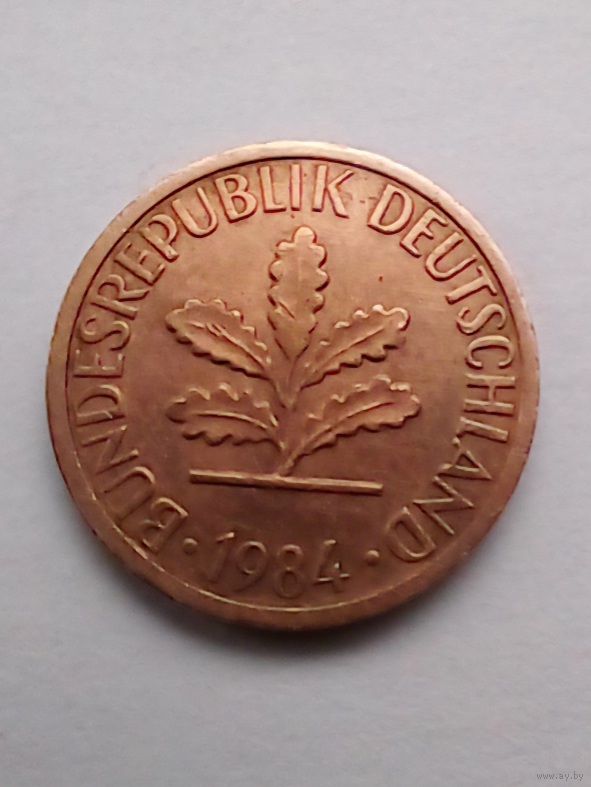 BUNDESREPUBLIK DEUTSCHLAND
· 1984 ·
www.ay.by